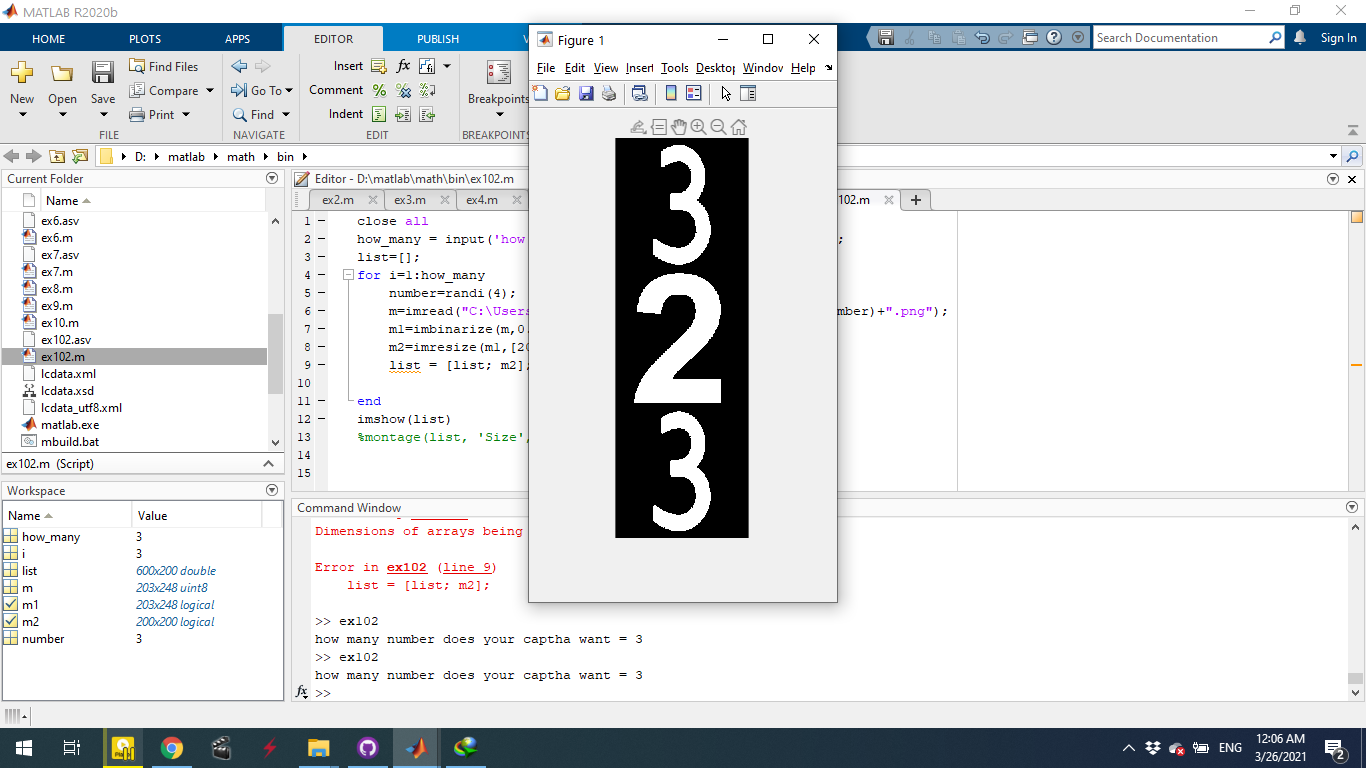 MATLAB R2020b
HOME PLOTS APPS EDITOR PUBLISH V
Search Documentation Sign In
New Open Save Find Files Compare Print
FILE
Go To Find
NAVIGATE
Insert fx
Comment
Indent
EDIT
Breakpoints
BREAKPOINTS
D: matlab math bin
Current Folder
Name
ex6.asv
ex6.m
ex7.asv
ex7.m
ex8.m
ex9.m
ex10.m
ex102.asv
ex102.m
lcdata.xml
lcdata.xsd
lcdata_utf8.xml
matlab.exe
mbuild.bat
ex102.m (Script)
Workspace
Name Value
how_many 3
i 3
list 600x200 double
m 203x248 uint8
m1 203x248 logical
m2 200x200 logical
number 3
Editor - D:\matlab\math\bin\ex102.m
ex2.m ex3.m ex4.m 102.m
1 close all
2 how_many = input('how ;
3 list=[];
4 for i=1:how_many
5 number=randi(4);
6 m=imread("C:\Users mber)+".png");
7 m1=imbinarize(m,0.
8 m2=imresize(m1,[20
9 list = [list; m2];
10
11 end
12 imshow(list)
13 %montage(list, 'Size',
14
15
Figure 1
File Edit View Insert Tools Desktop Window Help
3
2
3
Command Window
Dimensions of arrays being
Error in ex102 (line 9)
list = [list; m2];
>> ex102
how many number does your captha want = 3
>> ex102
how many number does your captha want = 3
fx >>
ENG
12:06 AM
3/26/2021
2